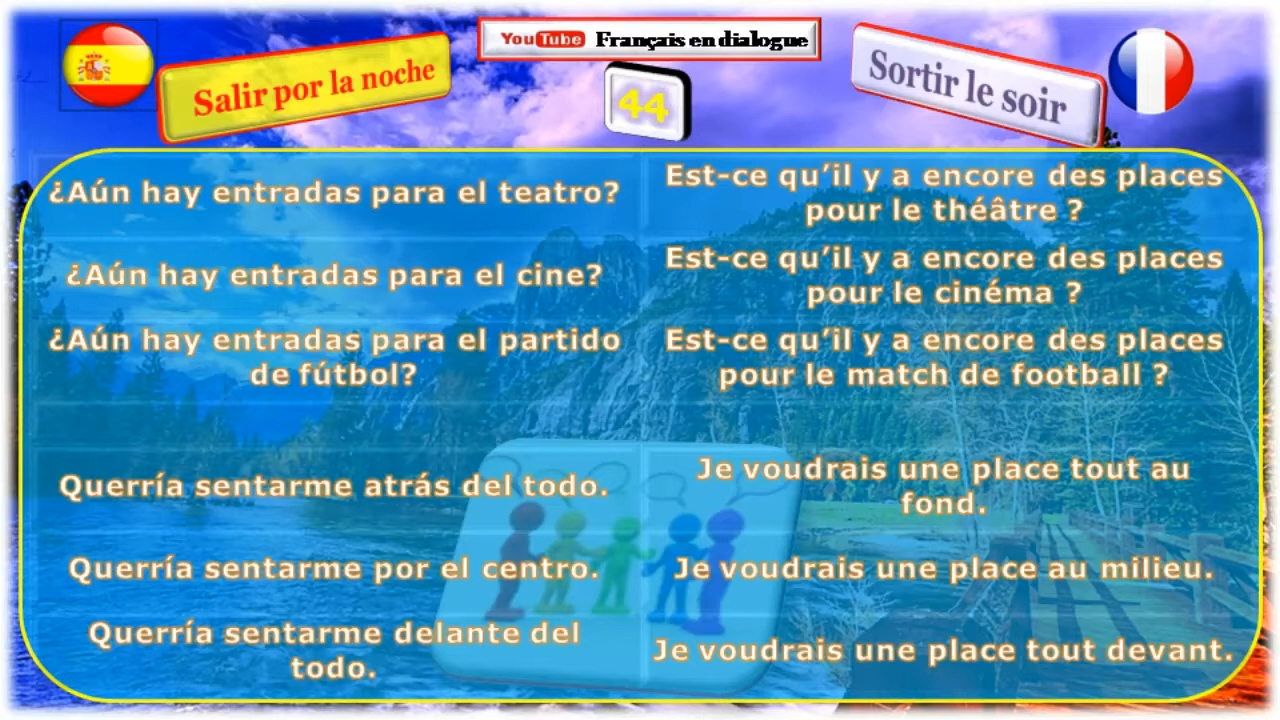 YouTube Français en dialogue
Salir por la noche
44
Sortir le soir
¿Aún hay entradas para el teatro?
Est-ce qu’il y a encore des places
pour le théâtre ?
¿Aún hay entradas para el cine?
Est-ce qu’il y a encore des places
pour le cinéma ?
¿Aún hay entradas para el partido
de fútbol?
Est-ce qu’il y a encore des places
pour le match de football ?
Querría sentarme atrás del todo.
Je voudrais une place tout au
fond.
Querría sentarme por el centro.
Je voudrais une place au milieu.
Querría sentarme delante del
todo.
Je voudrais une place tout devant.